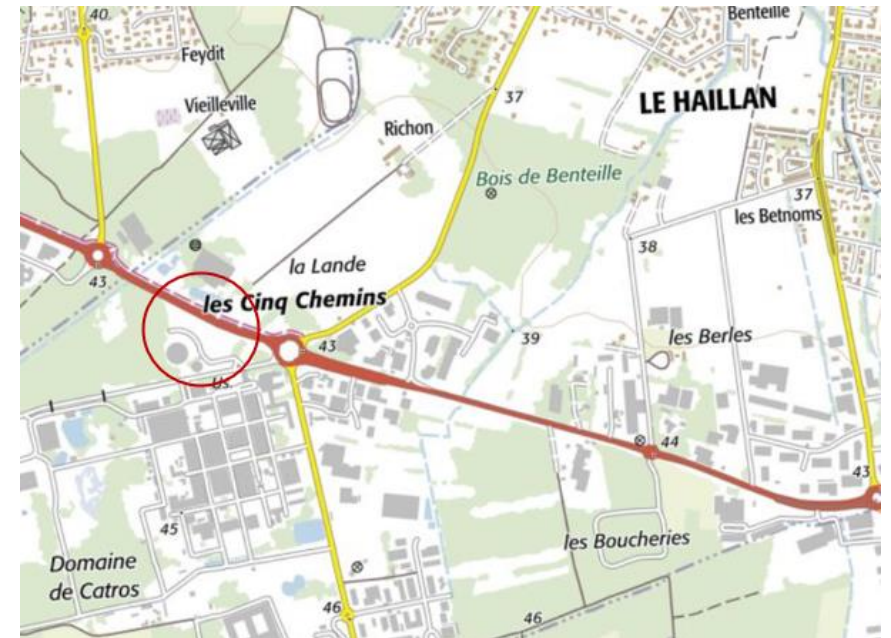 40
Feydit
Benteille
LE HAILLAN
Vieilleville
37
Richon
Bois de Benteille
37
les Betnoms
38
43
la Lande
les Cinq Chemins
43
39
les Berles
Us.
44
43
45
les Boucheries
Domaine
de Catros
46
46